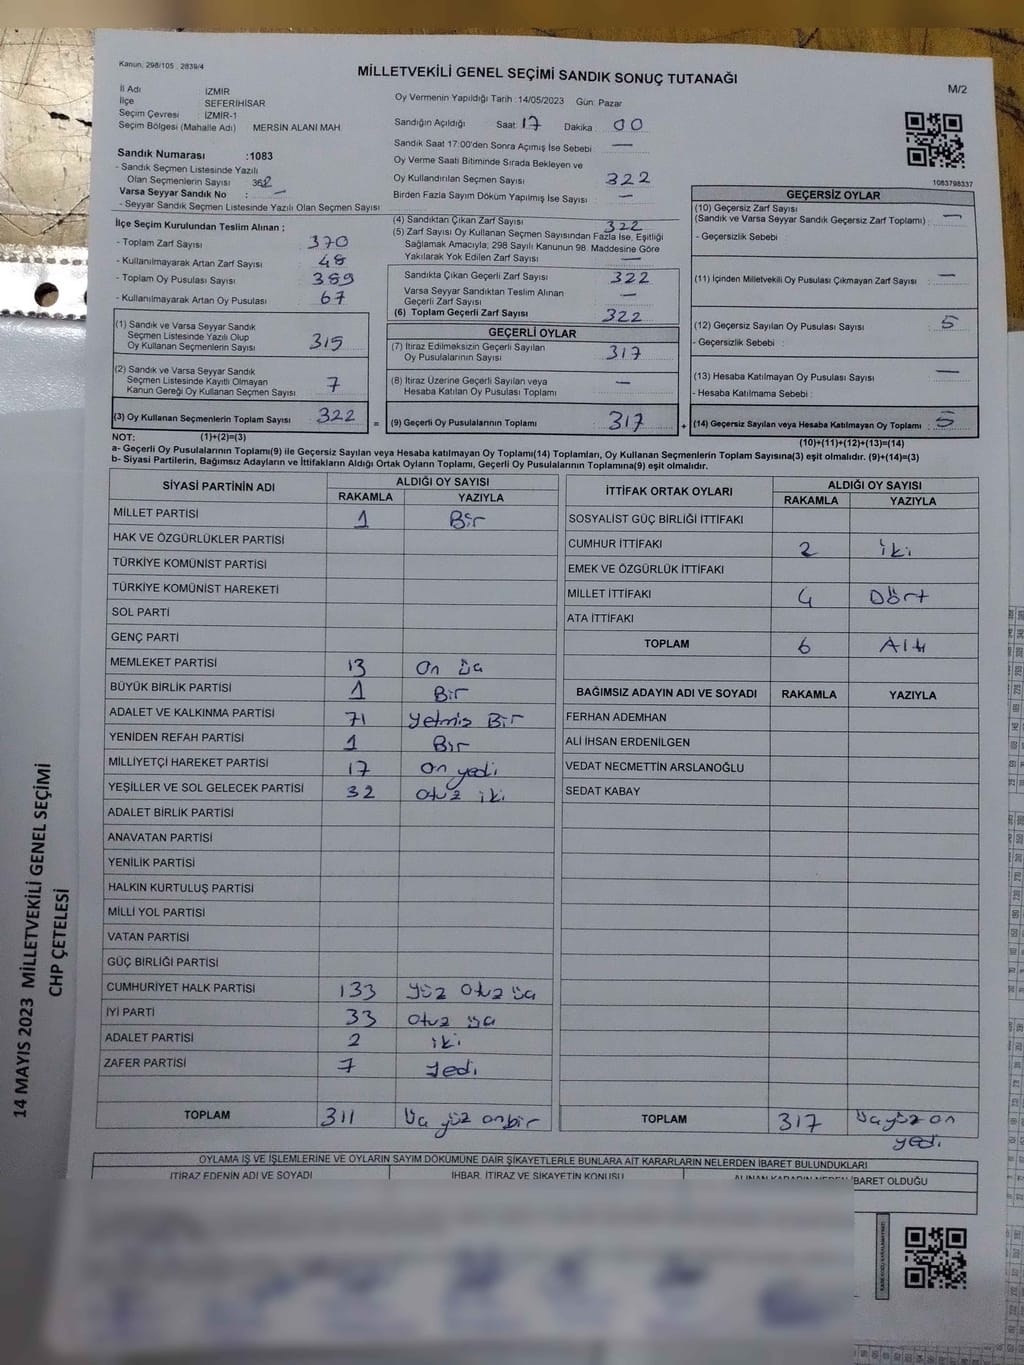 Kanun: 298/105 , 2839/4
MİLLETVEKİLİ GENEL SEÇİMİ SANDIK SONUÇ TUTANAĞI
M/2
İl Adı İZMİR
İlçe SEFERİHİSAR
Seçim Çevresi : İZMİR-1
Seçim Bölgesi (Mahalle Adı) MERSİN ALANI MAH
Sandık Numarası :1083
- Sandık Seçmen Listesinde Yazılı
Olan Seçmenlerin Sayısı : 362
Varsa Seyyar Sandık No : —
- Seyyar Sandık Seçmen Listesinde Yazılı Olan Seçmen Sayısı
Oy Vermenin Yapıldığı Tarih :14/05/2023 Gün: Pazar
Sandığın Açıldığı Saat: 17 Dakika : 00
Sandık Saat 17:00'den Sonra Açımış İse Sebebi : —
Oy Verme Saati Bitiminde Sırada Bekleyen ve
Oy Kullandırılan Seçmen Sayısı : 322
Birden Fazla Sayım Döküm Yapılmış İse Sayısı : —
1083798337
İlçe Seçim Kurulundan Teslim Alınan ;
- Toplam Zarf Sayısı : 370
- Kullanılmayarak Artan Zarf Sayısı : 48
- Toplam Oy Pusulası Sayısı : 389
- Kullanılmayarak Artan Oy Pusulası : 67
(1) Sandık ve Varsa Seyyar Sandık
Seçmen Listesinde Yazılı Olup
Oy Kullanan Seçmenlerin Sayısı : 315
(2) Sandık ve Varsa Seyyar Sandık
Seçmen Listesinde Kayıtlı Olmayan
Kanun Gereği Oy Kullanan Seçmen Sayısı : 7
(3) Oy Kullanan Seçmenlerin Toplam Sayısı : 322
(4) Sandıktan Çıkan Zarf Sayısı : 322
(5) Zarf Sayısı Oy Kullanan Seçmen Sayısından Fazla İse, Eşitliği
Sağlamak Amacıyla; 298 Sayılı Kanunun 98. Maddesine Göre
Yakılarak Yok Edilen Zarf Sayısı : —
Sandıkta Çıkan Geçerli Zarf Sayısı : 322
Varsa Seyyar Sandıktan Teslim Alınan
Geçerli Zarf Sayısı : —
(6) Toplam Geçerli Zarf Sayısı : 322
GEÇERLİ OYLAR
(7) İtiraz Edilmeksizin Geçerli Sayılan
Oy Pusulalarının Sayısı : 317
(8) İtiraz Üzerine Geçerli Sayılan veya
Hesaba Katılan Oy Pusulası Toplamı : —
= (9) Geçerli Oy Pusulalarının Toplamı : 317
GEÇERSİZ OYLAR
(10) Geçersiz Zarf Sayısı
(Sandık ve Varsa Seyyar Sandık Geçersiz Zarf Toplamı) : —
- Geçersizlik Sebebi :
(11) İçinden Milletvekili Oy Pusulası Çıkmayan Zarf Sayısı : —
(12) Geçersiz Sayılan Oy Pusulası Sayısı : 5
- Geçersizlik Sebebi :
(13) Hesaba Katılmayan Oy Pusulası Sayısı : —
- Hesaba Katılmama Sebebi :
+ (14) Geçersiz Sayılan veya Hesaba Katılmayan Oy Toplamı : 5
NOT: (1)+(2)=(3)
(10)+(11)+(12)+(13)=(14)
a- Geçerli Oy Pusulalarının Toplamı(9) ile Geçersiz Sayılan veya Hesaba katılmayan Oy Toplamı(14) Toplamları, Oy Kullanan Seçmenlerin Toplam Sayısına(3) eşit olmalıdır. (9)+(14)=(3)
b- Siyasi Partilerin, Bağımsız Adayların ve İttifakların Aldığı Ortak Oyların Toplamı, Geçerli Oy Pusulalarının Toplamına(9) eşit olmalıdır.
SİYASİ PARTİNİN ADI ALDIĞI OY SAYISI
RAKAMLA YAZIYLA
MİLLET PARTİSİ 1 Bir
HAK VE ÖZGÜRLÜKLER PARTİSİ
TÜRKİYE KOMÜNİST PARTİSİ
TÜRKİYE KOMÜNİST HAREKETİ
SOL PARTİ
GENÇ PARTİ
MEMLEKET PARTİSİ 13 On üç
BÜYÜK BİRLİK PARTİSİ 1 Bir
ADALET VE KALKINMA PARTİSİ 71 Yetmiş Bir
YENİDEN REFAH PARTİSİ 1 Bir
MİLLİYETÇİ HAREKET PARTİSİ 17 On yedi
YEŞİLLER VE SOL GELECEK PARTİSİ 32 otuz iki
ADALET BİRLİK PARTİSİ
ANAVATAN PARTİSİ
YENİLİK PARTİSİ
HALKIN KURTULUŞ PARTİSİ
MİLLİ YOL PARTİSİ
VATAN PARTİSİ
GÜÇ BİRLİĞİ PARTİSİ
CUMHURİYET HALK PARTİSİ 133 Yüz otuz üç
İYİ PARTİ 33 otuz üç
ADALET PARTİSİ 2 iki
ZAFER PARTİSİ 7 Yedi
TOPLAM 311 Üç yüz onbir
İTTİFAK ORTAK OYLARI ALDIĞI OY SAYISI
RAKAMLA YAZIYLA
SOSYALİST GÜÇ BİRLİĞİ İTTİFAKI
CUMHUR İTTİFAKI 2 iki
EMEK VE ÖZGÜRLÜK İTTİFAKI
MİLLET İTTİFAKI 4 Dört
ATA İTTİFAKI
TOPLAM 6 Altı
BAĞIMSIZ ADAYIN ADI VE SOYADI RAKAMLA YAZIYLA
FERHAN ADEMHAN
ALİ İHSAN ERDENİLGEN
VEDAT NECMETTİN ARSLANOĞLU
SEDAT KABAY
TOPLAM 317 Üç yüz on
yedi
OYLAMA İŞ VE İŞLEMLERİNE VE OYLARIN SAYIM DÖKÜMÜNE DAİR ŞİKAYETLERLE BUNLARA AİT KARARLARIN NELERDEN İBARET BULUNDUKLARI
İTİRAZ EDENİN ADI VE SOYADI İHBAR, İTİRAZ VE ŞİKAYETİN KONUSU ALINAN KARARIN NEDEN İBARET OLDUĞU
14 MAYIS 2023 MİLLETVEKİLİ GENEL SEÇİMİ
CHP ÇETELESİ